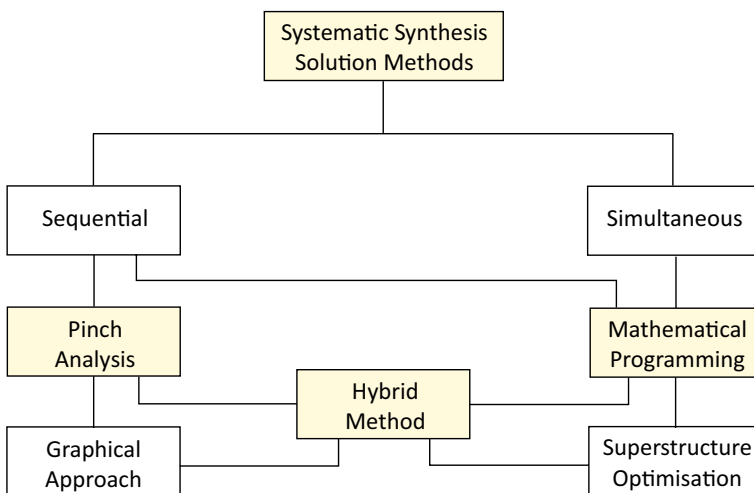 Systematic Synthesis
Solution Methods
Sequential
Simultaneous
Pinch
Analysis
Mathematical
Programming
Hybrid
Method
Graphical
Approach
Superstructure
Optimisation